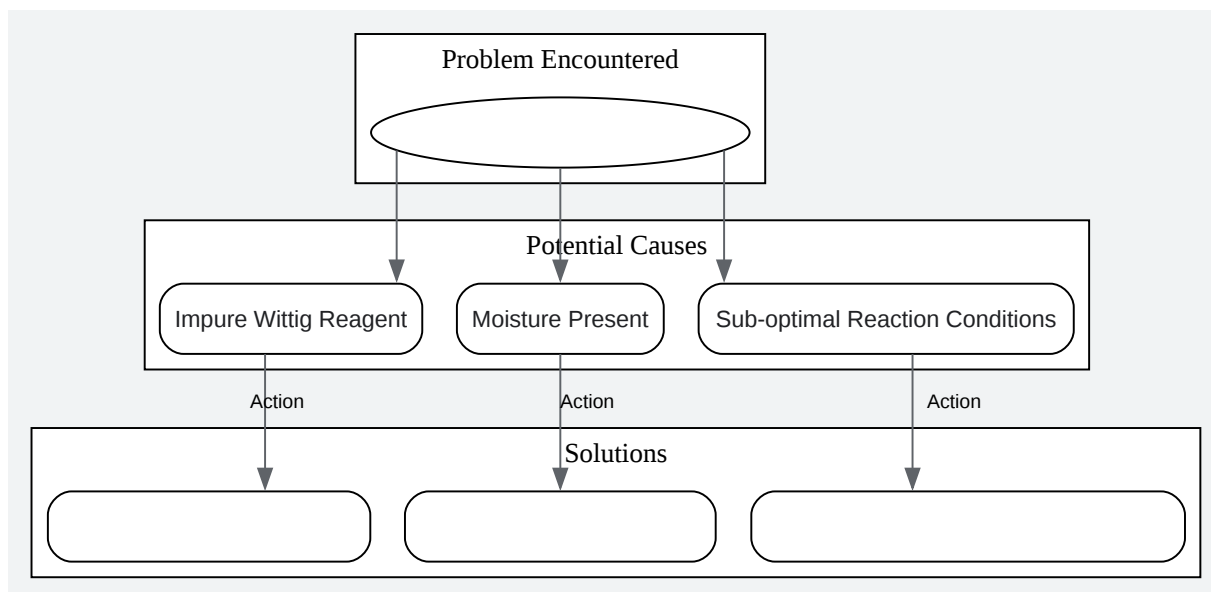 Problem Encountered
Potential Causes
Impure Wittig Reagent
Moisture Present
Sub-optimal Reaction Conditions
Action
Action
Action
Solutions